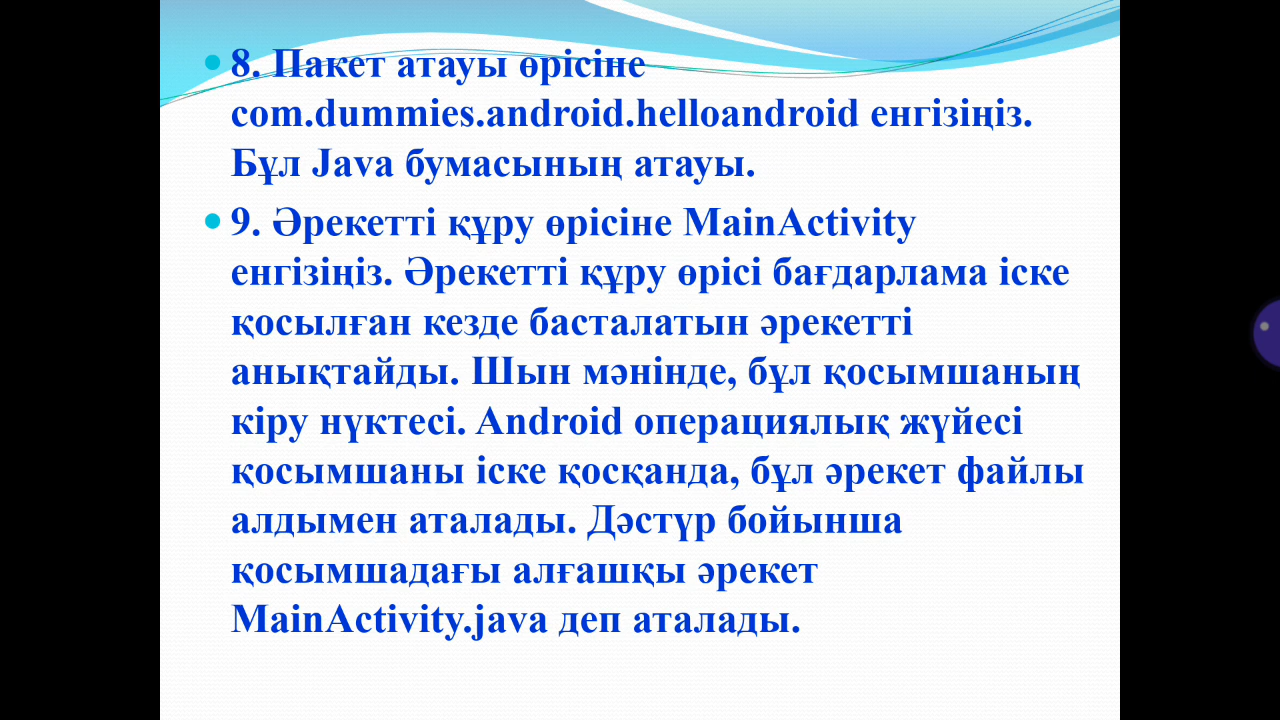 8. Пакет атауы өрісіне
com.dummies.android.helloandroid енгізіңіз.
Бұл Java бумасының атауы.
9. Әрекетті құру өрісіне MainActivity
енгізіңіз. Әрекетті құру өрісі бағдарлама іске
қосылған кезде басталатын әрекетті
анықтайды. Шын мәнінде, бұл қосымшаның
кіру нүктесі. Android операциялық жүйесі
қосымшаны іске қосқанда, бұл әрекет файлы
алдымен аталады. Дәстүр бойынша
қосымшадағы алғашқы әрекет
MainActivity.java деп аталады.